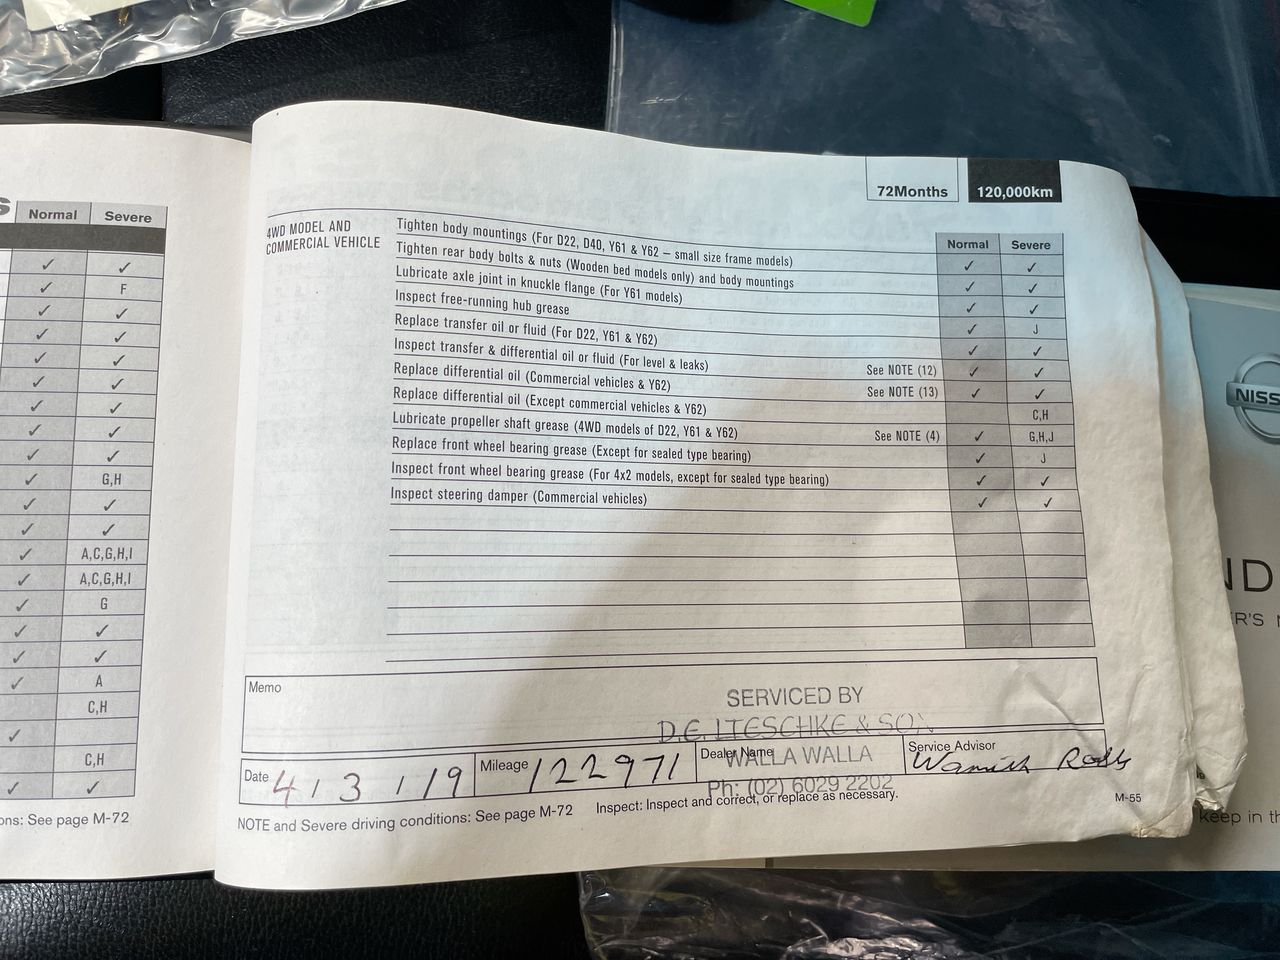 S Normal Severe
✓ ✓
✓ F
✓ ✓
✓ ✓
✓ ✓
✓ ✓
✓ ✓
✓ ✓
✓ ✓
✓ G,H
✓ ✓
✓ ✓
✓ A,C,G,H,I
✓ A,C,G,H,I
✓ G
✓ ✓
✓ ✓
✓ A
C,H
✓
C,H
✓ ✓
ons: See page M-72
72Months 120,000km
Normal Severe
4WD MODEL AND
COMMERCIAL VEHICLE
Tighten body mountings (For D22, D40, Y61 & Y62 – small size frame models) ✓ ✓
Tighten rear body bolts & nuts (Wooden bed models only) and body mountings ✓ ✓
Lubricate axle joint in knuckle flange (For Y61 models) ✓ ✓
Inspect free-running hub grease ✓ J
Replace transfer oil or fluid (For D22, Y61 & Y62) ✓ ✓
Inspect transfer & differential oil or fluid (For level & leaks) See NOTE (12) ✓ ✓
Replace differential oil (Commercial vehicles & Y62) See NOTE (13) ✓ ✓
Replace differential oil (Except commercial vehicles & Y62) C,H
Lubricate propeller shaft grease (4WD models of D22, Y61 & Y62) See NOTE (4) ✓ G,H,J
Replace front wheel bearing grease (Except for sealed type bearing) ✓ J
Inspect front wheel bearing grease (For 4x2 models, except for sealed type bearing) ✓ ✓
Inspect steering damper (Commercial vehicles) ✓ ✓
Memo
SERVICED BY
D.E. LTESCHKE & SON
WALLA WALLA
Ph: (02) 6029 2202
Date 4/3/19 Mileage 122971 Dealer Name Service Advisor
NOTE and Severe driving conditions: See page M-72 Inspect: Inspect and correct, or replace as necessary.
M-55
NISS
ND
R'S
keep in th